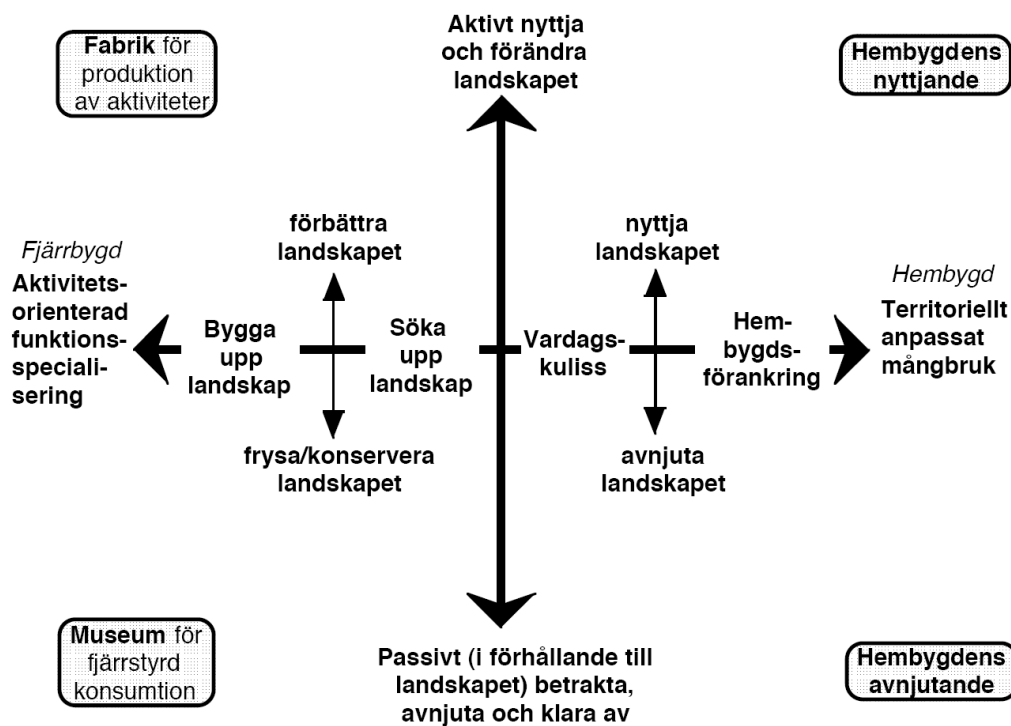 Fabrik för
produktion
av aktiviteter
Aktivt nyttja
och förändra
landskapet
Hembygdens
nyttjande
förbättra
landskapet
nyttja
landskapet
Fjärrbygd
Aktivitets-
orienterad
funktions-
speciali-
sering
Bygga
upp
landskap
Söka
upp
landskap
Vardags-
kuliss
Hem-
bygds-
förankring
Hembygd
Territoriellt
anpassat
mångbruk
frysa/konservera
landskapet
avnjuta
landskapet
Museum för
fjärrstyrd
konsumtion
Passivt (i förhållande till
landskapet) betrakta,
avnjuta och klara av
Hembygdens
avnjutande